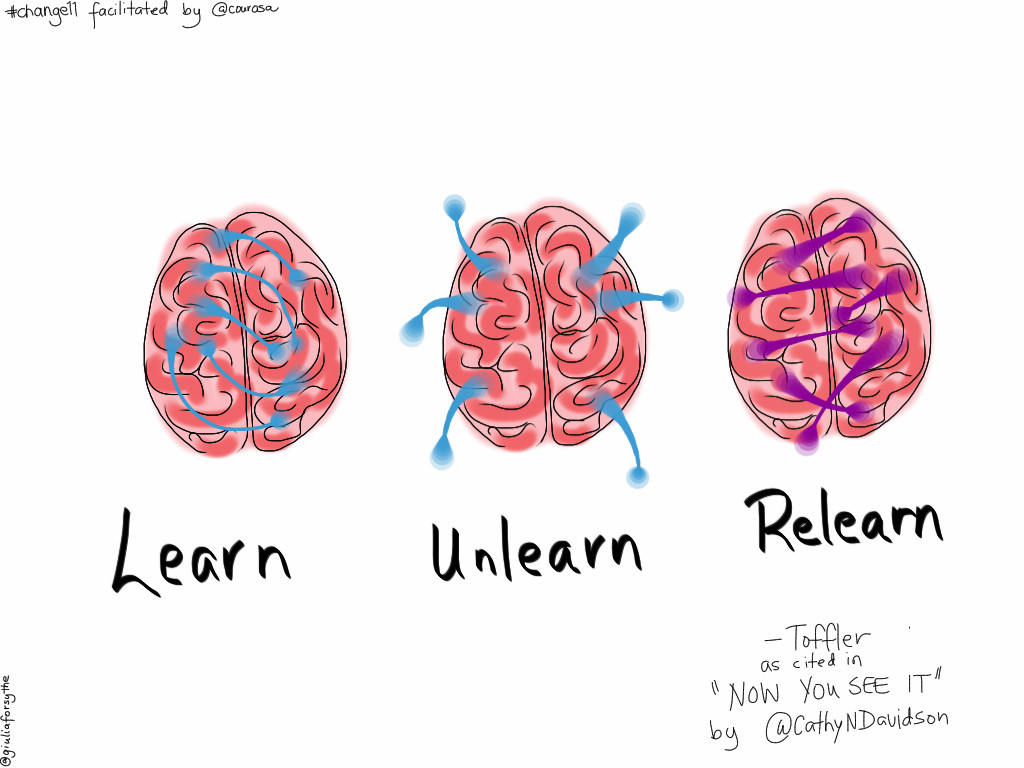 #change11 facilitated by @courosa
Learn
Unlearn
Relearn
- Toffler
as cited in
"NOW YOU SEE IT"
by @CathyNDavidson
@giuliaforsythe